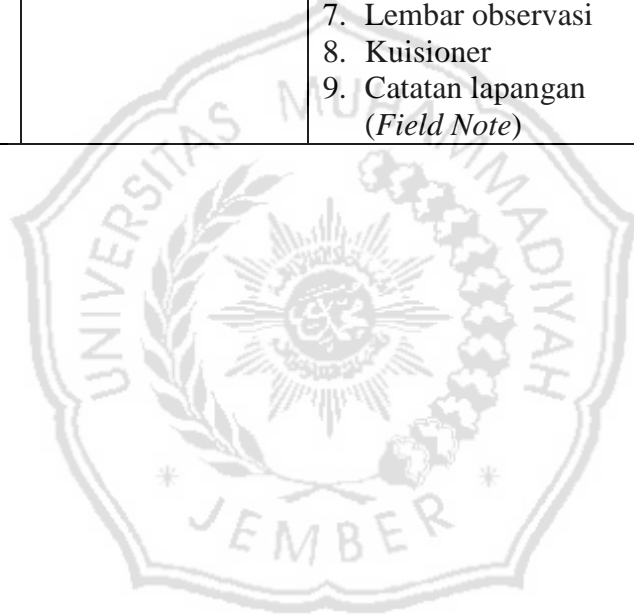 7. Lembar observasi
8. Kuisioner
9. Catatan lapangan
(Field Note)
UNIVERSITAS MUHAMMADIYAH
JEMBER